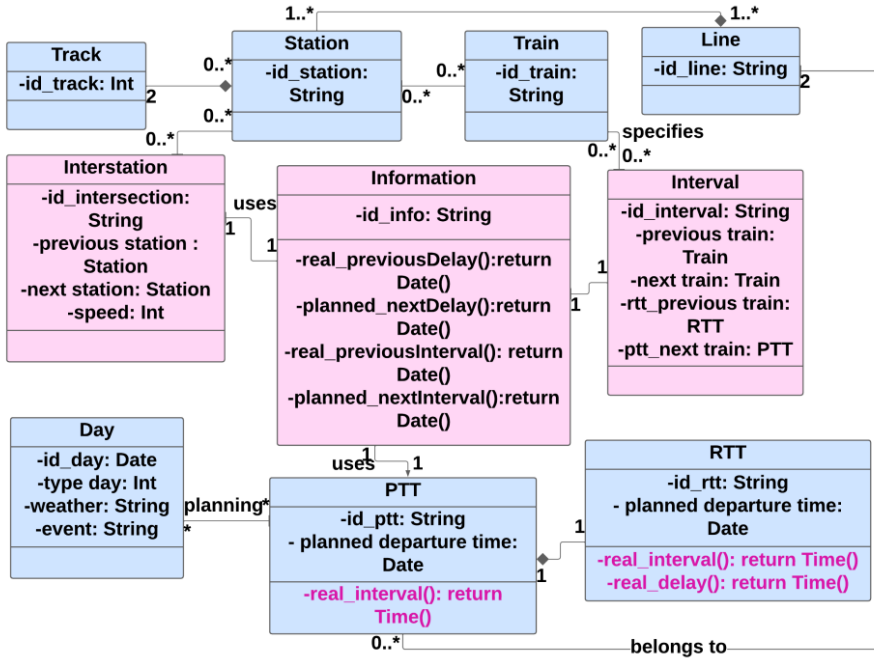 1..*
1..*
Track
-id_track: Int
2
0..*
0..*
Station
-id_station:
String
0..*
0..*
Train
-id_train:
String
Line
-id_line: String
2
0..*
specifies
0..*
0..*
Interstation
-id_intersection:
String
-previous station :
Station
-next station: Station
-speed: Int
uses
1
1
Information
-id_info: String
-real_previousDelay():return
Date()
-planned_nextDelay():return
Date()
-real_previousInterval(): return
Date()
-planned_nextInterval():return
Date()
1
1
Interval
-id_interval: String
-previous train:
Train
-next train: Train
-rtt_previous train:
RTT
-ptt_next train: PTT
Day
-id_day: Date
-type day: Int
-weather: String
-event: String
planning*
*
1
uses
1
PTT
-id_ptt: String
- planned departure time:
Date
-real_interval(): return
Time()
1
1
RTT
-id_rtt: String
- planned departure time:
Date
-real_interval(): return Time()
-real_delay(): return Time()
0..*
belongs to